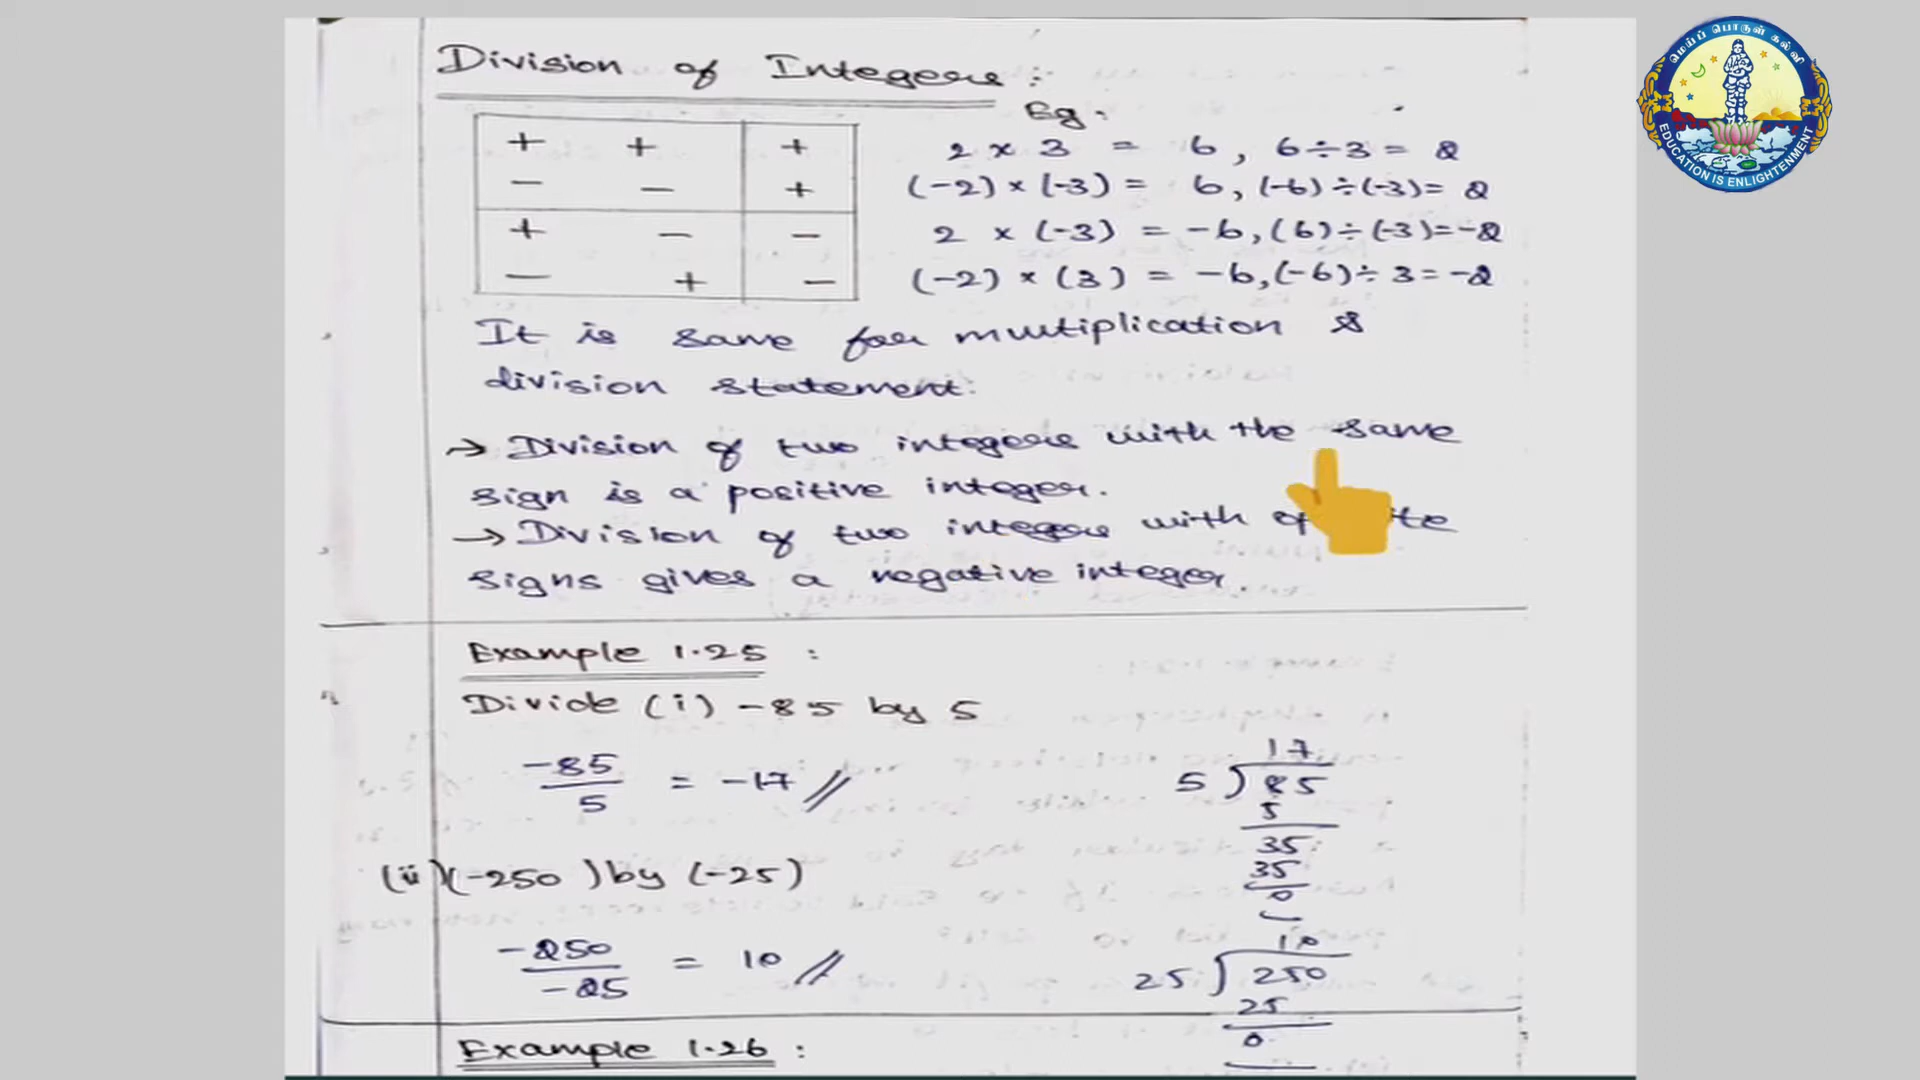 Division of Integers :
Eg.
+ + +
- - +
+ - -
- + -
2 × 3 = 6, 6÷3 = 2
(-2) × (-3) = 6, (-6) ÷ (-3) = 2
2 × (-3) = -6, (6) ÷ (-3) = -2
(-2) × (3) = -6, (-6) ÷ 3 = -2
It is same for multiplication &
division statement.
→ Division of two integers with the same
sign is a positive integer.
→ Division of two integers with
signs gives a negative integer.
Example 1.25 :
Divide (i) -85 by 5
-85
5
= -17 //
17
5 ) 85
5
35
35
0
(ii) (-250) by (-25)
-250
-25
= 10 //
10
25 ) 250
25
0
Example 1.26 :
மெய்ப் பொருள் கல்வி
EDUCATION IS ENLIGHTENMENT